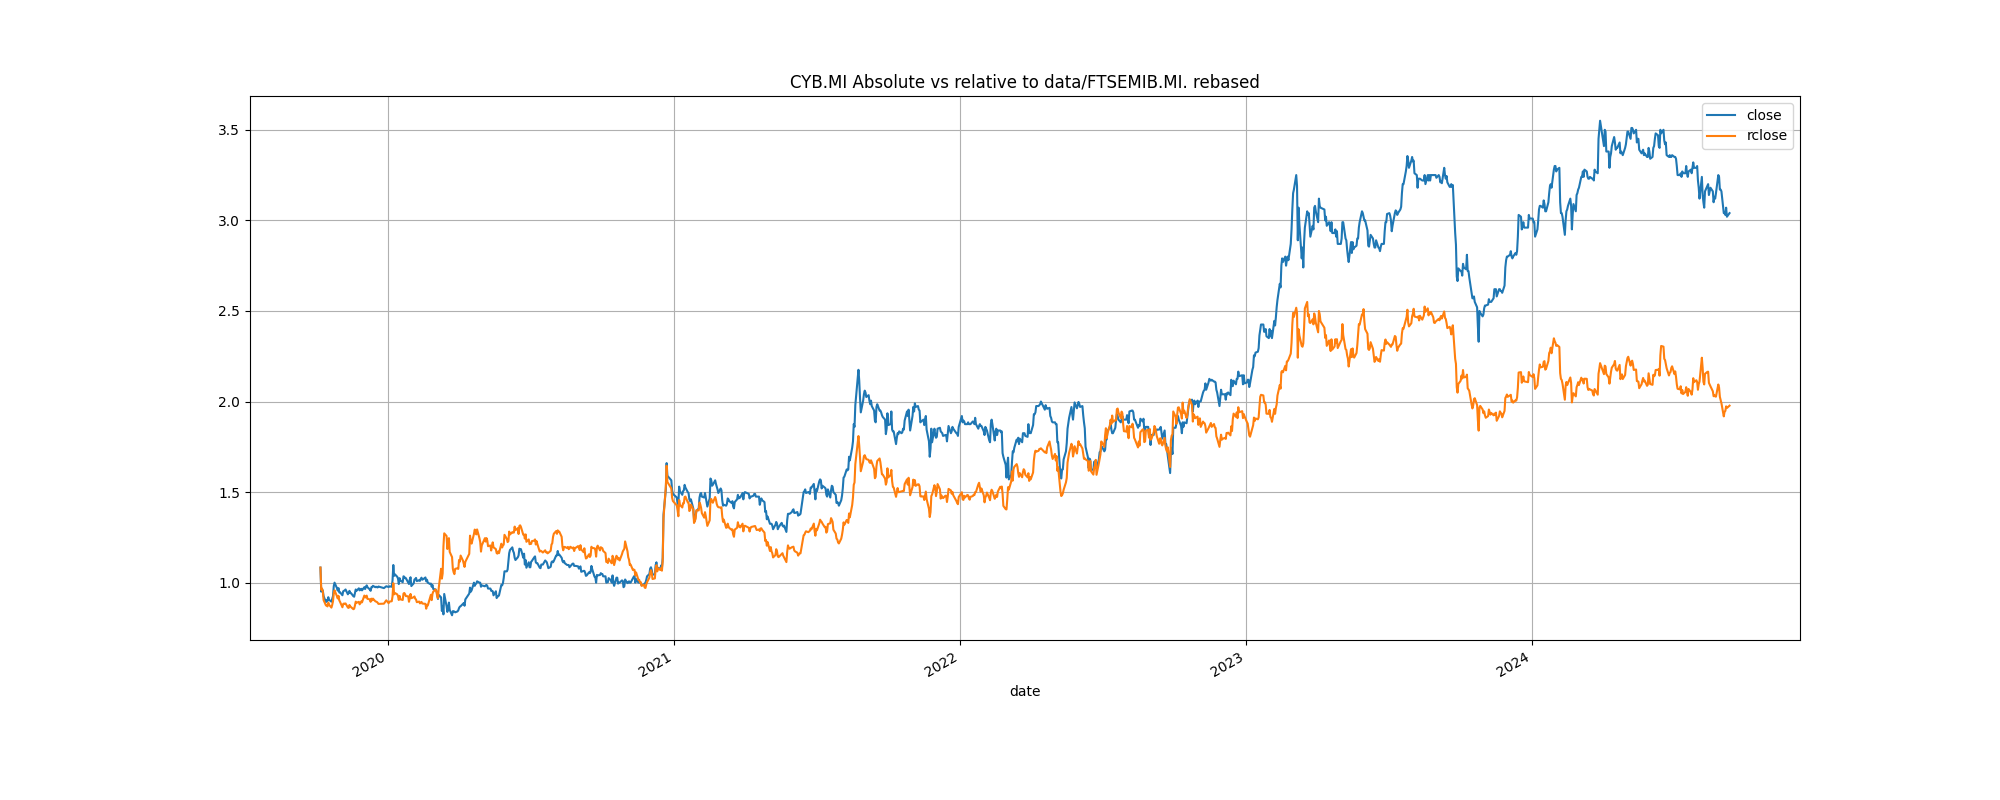 CYB.MI Absolute vs relative to data/FTSEMIB.MI. rebased
close
rclose
3.5
3.0
2.5
2.0
1.5
1.0
2020
2021
2022
2023
2024
date